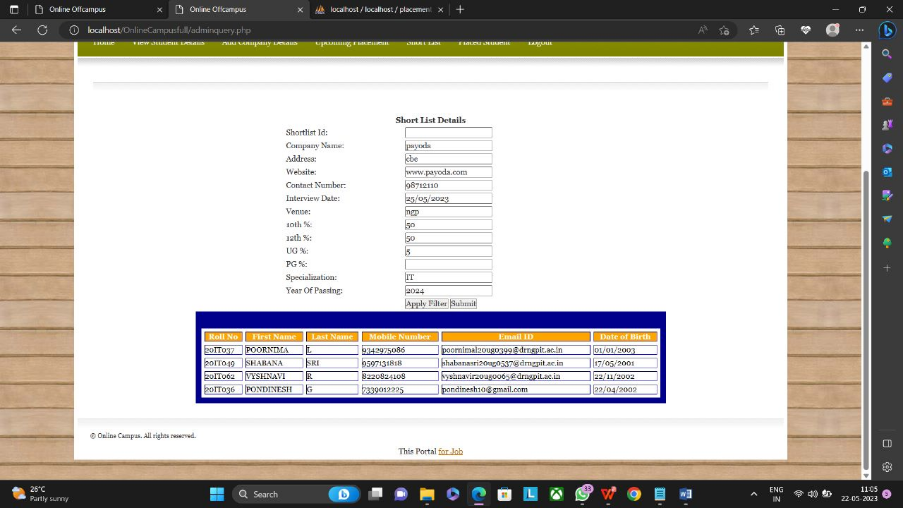 Online Offcampus
Online Offcampus
localhost / localhost / placement
localhost/OnlineCampusfull/adminquery.php
Home View Student Details Add Company Details Upcoming Placement Short List Placed Student Logout
Short List Details
Shortlist Id:
Company Name: payoda
Address: cbe
Website: www.payoda.com
Contact Number: 98712110
Interview Date: 25/05/2023
Venue: ngp
10th %: 50
12th %: 50
UG %: 5
PG %:
Specialization: IT
Year Of Passing: 2024
Apply Filter Submit
Roll No First Name Last Name Mobile Number Email ID Date of Birth
20IT037 POORNIMA L 9342975086 poornimal20ug0399@drngpit.ac.in 01/01/2003
20IT049 SHABANA SRI 9597131818 shabanasri20ug0537@drngpit.ac.in 17/05/2001
20IT062 VYSHNAVI R 8220824108 vyshnavir20ug0065@drngpit.ac.in 22/11/2002
20IT036 PONDINESH G 7339012225 pondinesh10@gmail.com 22/04/2002
© Online Campus. All rights reserved.
This Portal for Job
26°C
Partly sunny
Search
33
ENG
IN
11:05
22-05-2023